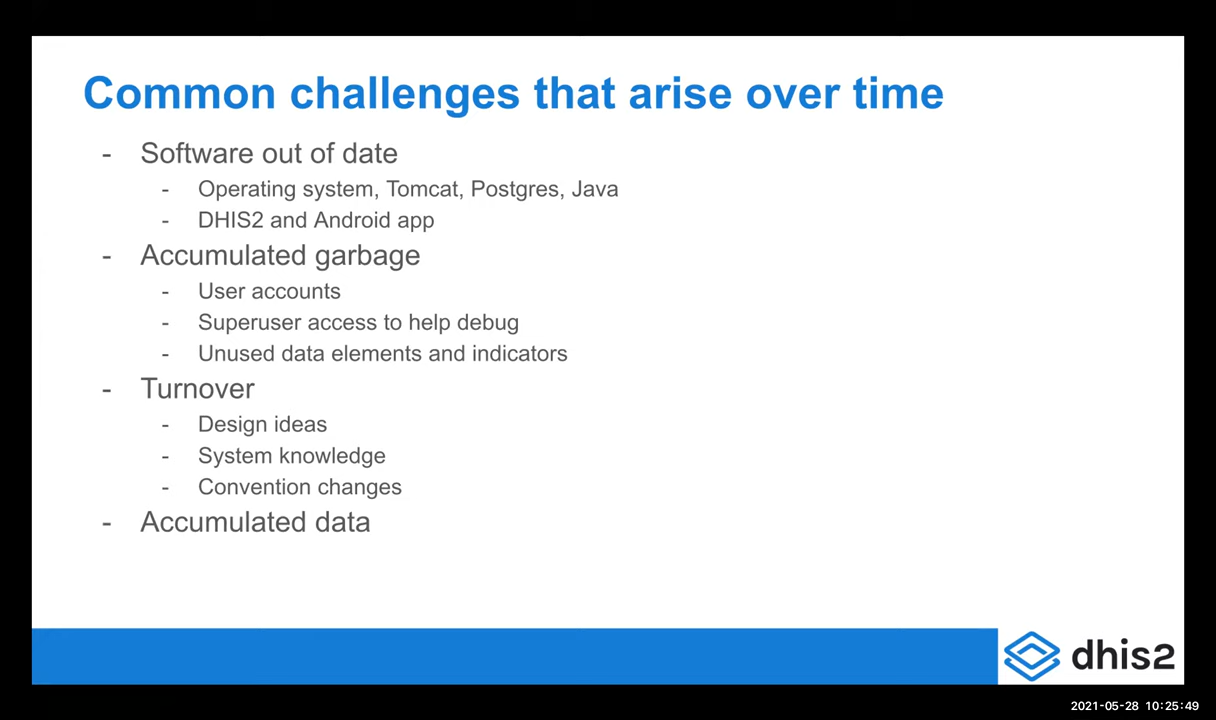 Common challenges that arise over time
- Software out of date
- Operating system, Tomcat, Postgres, Java
- DHIS2 and Android app
- Accumulated garbage
- User accounts
- Superuser access to help debug
- Unused data elements and indicators
- Turnover
- Design ideas
- System knowledge
- Convention changes
- Accumulated data
dhis2
2021-05-28 10:25:49